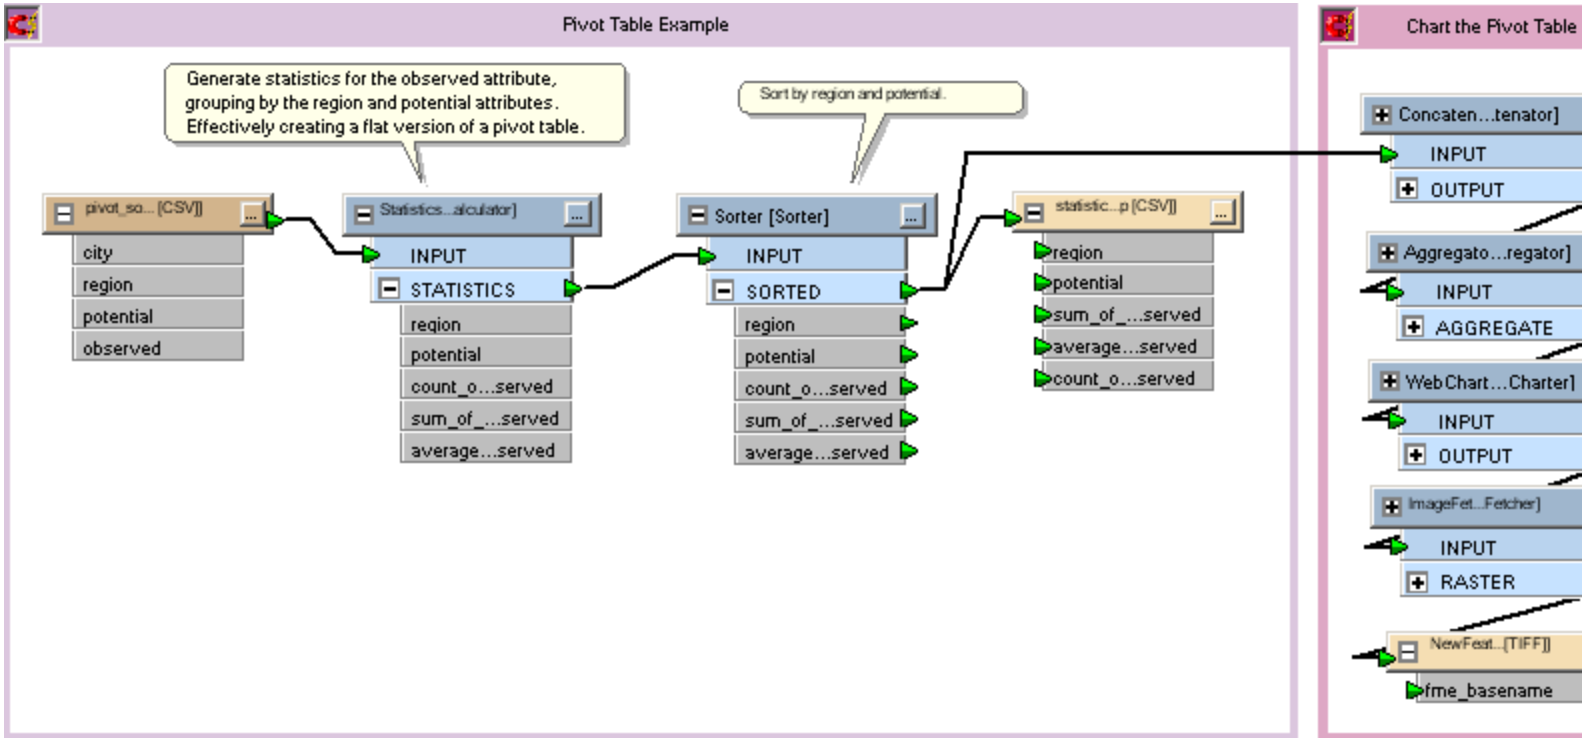 Pivot Table Example
Generate statistics for the observed attribute,
grouping by the region and potential attributes.
Effectively creating a flat version of a pivot table.
Sort by region and potential.
pivot_so... [CSV]]
...
city
region
potential
observed
Statistics...alculator]
...
INPUT
STATISTICS
region
potential
count_o...served
sum_of_...served
average...served
Sorter [Sorter]
...
INPUT
SORTED
region
potential
count_o...served
sum_of_...served
average...served
statistic...p [CSV]]
...
region
potential
sum_of_...served
average...served
count_o...served
Chart the Pivot Table
Concaten...tenator]
INPUT
OUTPUT
Aggregato...regator]
INPUT
AGGREGATE
WebChart...Charter]
INPUT
OUTPUT
ImageFet...Fetcher]
INPUT
RASTER
NewFeat...[TIFF]]
fme_basename